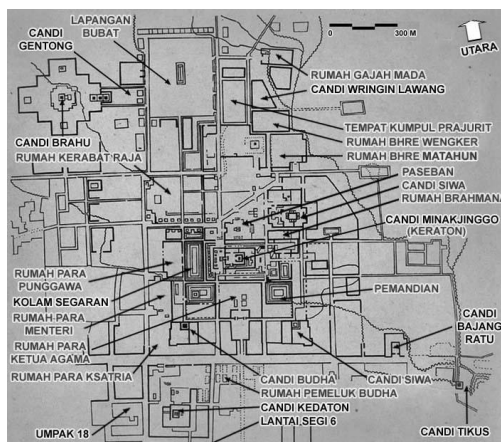 LAPANGAN
BUBAT
CANDI
GENTONG
0
300 M
UTARA
RUMAH GAJAH MADA
CANDI WRINGIN LAWANG
CANDI BRAHU
RUMAH KERABAT RAJA
TEMPAT KUMPUL PRAJURIT
RUMAH BHRE WENGKER
RUMAH BHRE MATAHUN
PASEBAN
CANDI SIWA
RUMAH BRAHMANA
CANDI MINAKJINGGO
(KERATON)
RUMAH PARA
PUNGGAWA
KOLAM SEGARAN
RUMAH PARA
MENTERI
RUMAH PARA
KETUA AGAMA
RUMAH PARA KSATRIA
PEMANDIAN
CANDI
BAJANG
RATU
CANDI BUDHA
CANDI SIWA
RUMAH PEMELUK BUDHA
CANDI KEDATON
UMPAK 18
LANTAI SEGI 6
CANDI TIKUS